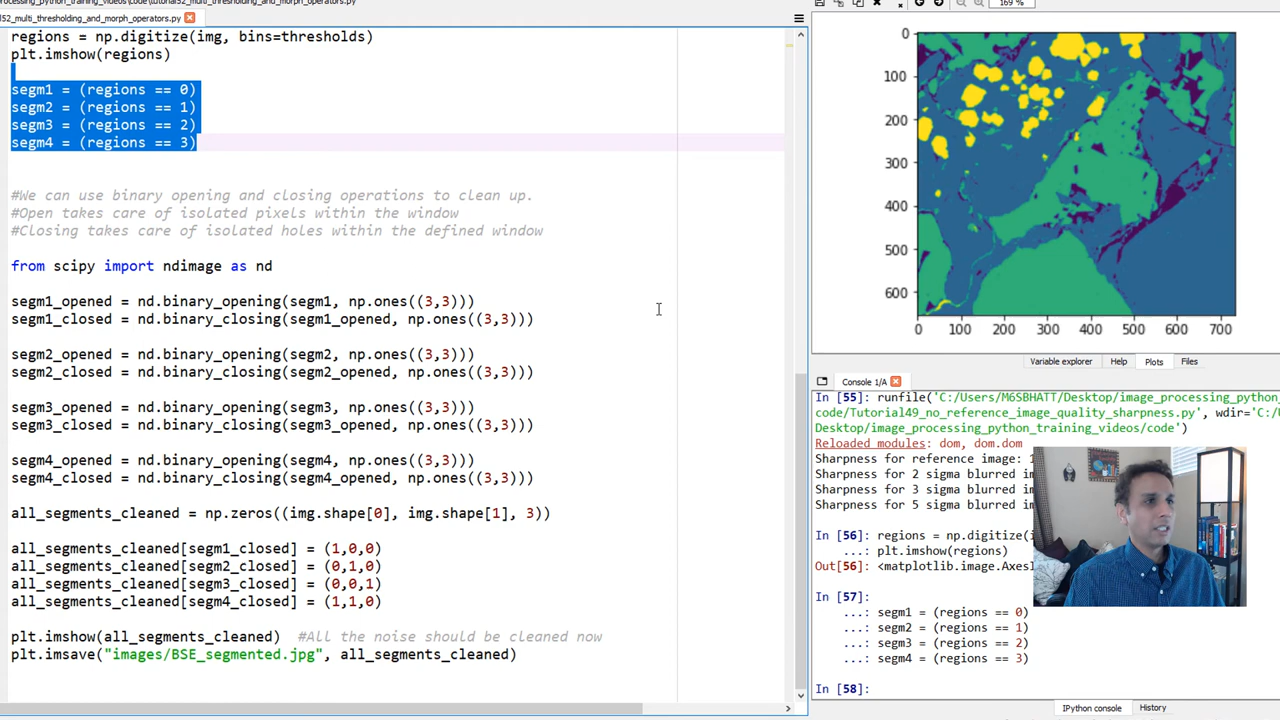 processing_python_training_videos\code\tutorial52_multi_thresholding_and_morph_operators.py
52_multi_thresholding_and_morph_operators.py
regions = np.digitize(img, bins=thresholds)
plt.imshow(regions)
segm1 = (regions == 0)
segm2 = (regions == 1)
segm3 = (regions == 2)
segm4 = (regions == 3)
#We can use binary opening and closing operations to clean up.
#Open takes care of isolated pixels within the window
#Closing takes care of isolated holes within the defined window
from scipy import ndimage as nd
segm1_opened = nd.binary_opening(segm1, np.ones((3,3)))
segm1_closed = nd.binary_closing(segm1_opened, np.ones((3,3)))
segm2_opened = nd.binary_opening(segm2, np.ones((3,3)))
segm2_closed = nd.binary_closing(segm2_opened, np.ones((3,3)))
segm3_opened = nd.binary_opening(segm3, np.ones((3,3)))
segm3_closed = nd.binary_closing(segm3_opened, np.ones((3,3)))
segm4_opened = nd.binary_opening(segm4, np.ones((3,3)))
segm4_closed = nd.binary_closing(segm4_opened, np.ones((3,3)))
all_segments_cleaned = np.zeros((img.shape[0], img.shape[1], 3))
all_segments_cleaned[segm1_closed] = (1,0,0)
all_segments_cleaned[segm2_closed] = (0,1,0)
all_segments_cleaned[segm3_closed] = (0,0,1)
all_segments_cleaned[segm4_closed] = (1,1,0)
plt.imshow(all_segments_cleaned)  #All the noise should be cleaned now
plt.imsave("images/BSE_segmented.jpg", all_segments_cleaned)
169 %
0
100
200
300
400
500
600
0 100 200 300 400 500 600 700
Variable explorer Help Plots Files
Console 1/A
In [55]: runfile('C:/Users/M6SBHATT/Desktop/image_processing_python_
code/Tutorial49_no_reference_image_quality_sharpness.py', wdir='C:/
Desktop/image_processing_python_training_videos/code')
Reloaded modules: dom, dom.dom
Sharpness for reference image:
Sharpness for 2 sigma blurred im
Sharpness for 3 sigma blurred im
Sharpness for 5 sigma blurred im
In [56]: regions = np.digitize(i
...: plt.imshow(regions)
Out[56]: <matplotlib.image.AxesI
In [57]:
...: segm1 = (regions == 0)
...: segm2 = (regions == 1)
...: segm3 = (regions == 2)
...: segm4 = (regions == 3)
In [58]:
IPython console History